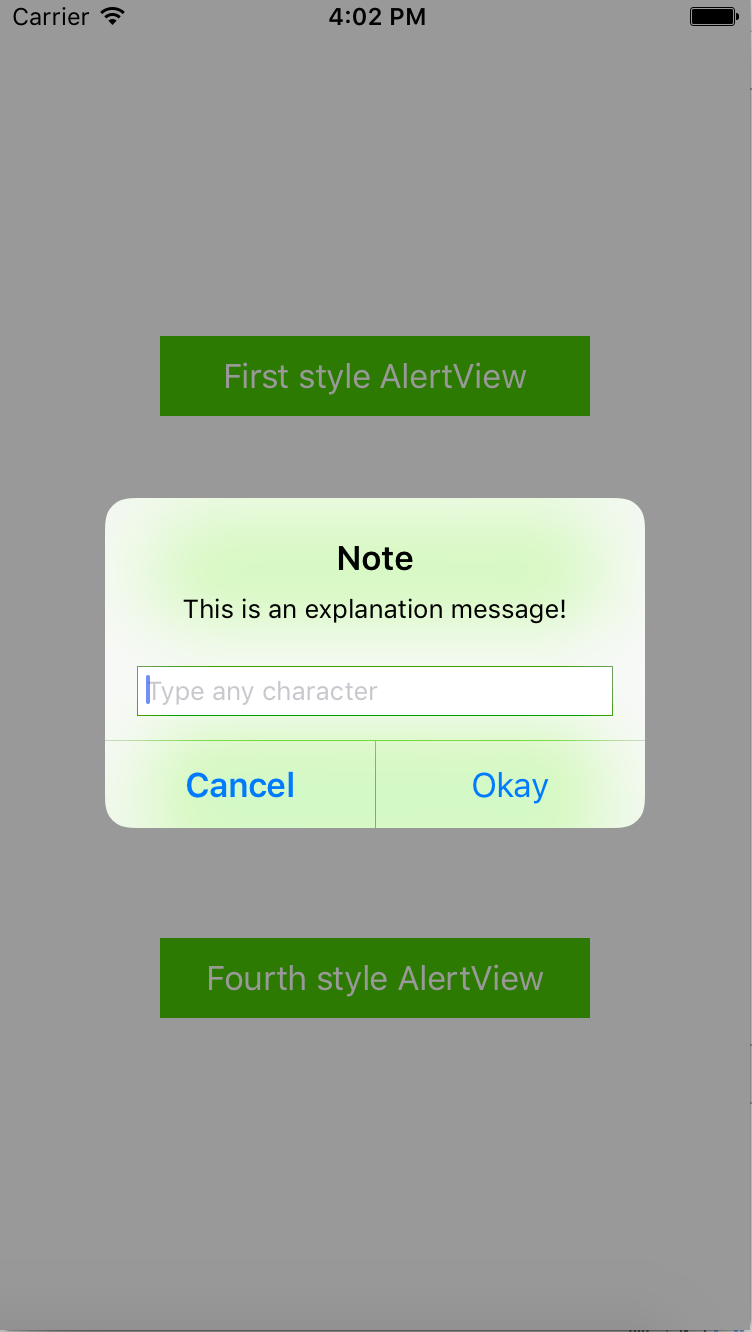 Carrier 4:02 PM
First style AlertView
Note
This is an explanation message!
Type any character
Cancel Okay
Fourth style AlertView